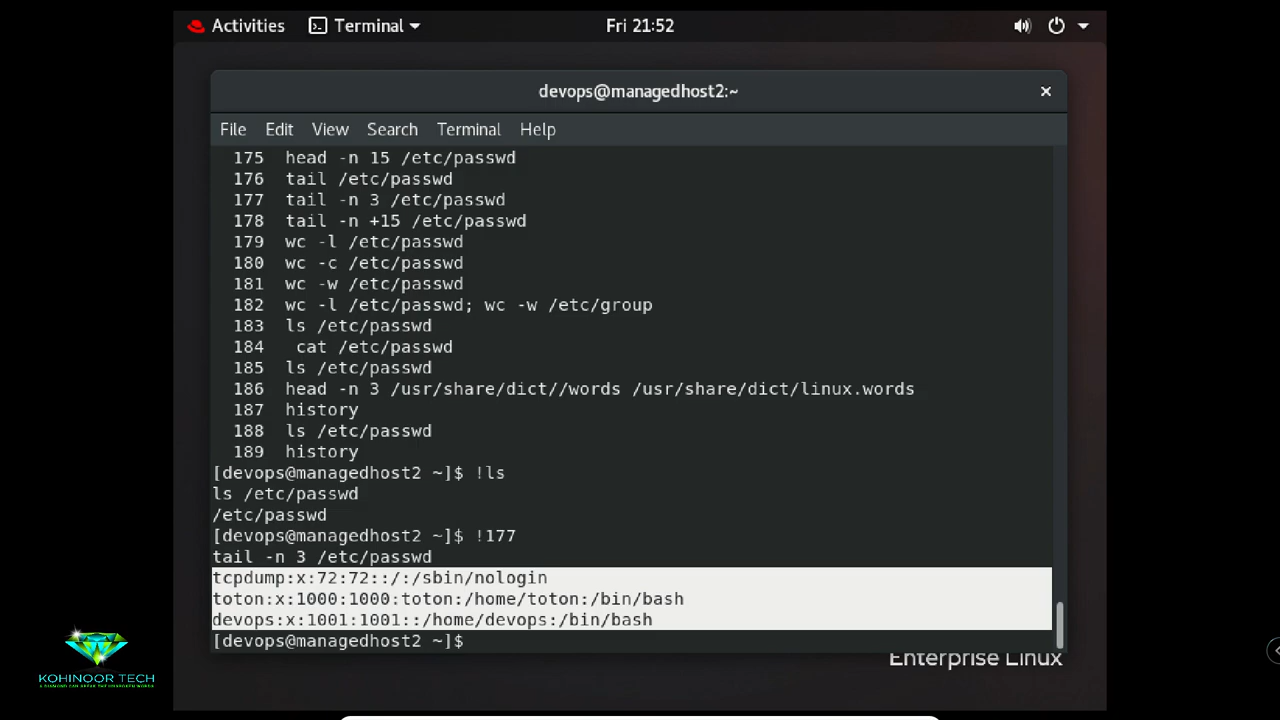 Activities Terminal Fri 21:52
devops@managedhost2:~
File Edit View Search Terminal Help
175 head -n 15 /etc/passwd
176 tail /etc/passwd
177 tail -n 3 /etc/passwd
178 tail -n +15 /etc/passwd
179 wc -l /etc/passwd
180 wc -c /etc/passwd
181 wc -w /etc/passwd
182 wc -l /etc/passwd; wc -w /etc/group
183 ls /etc/passwd
184 cat /etc/passwd
185 ls /etc/passwd
186 head -n 3 /usr/share/dict//words /usr/share/dict/linux.words
187 history
188 ls /etc/passwd
189 history
[devops@managedhost2 ~]$ !ls
ls /etc/passwd
/etc/passwd
[devops@managedhost2 ~]$ !177
tail -n 3 /etc/passwd
tcpdump:x:72:72::/:/sbin/nologin
toton:x:1000:1000:toton:/home/toton:/bin/bash
devops:x:1001:1001::/home/devops:/bin/bash
[devops@managedhost2 ~]$
Enterprise Linux
KOHINOOR TECH
A DIAMOND CAN BREAK THE UNSPOKEN WORDS